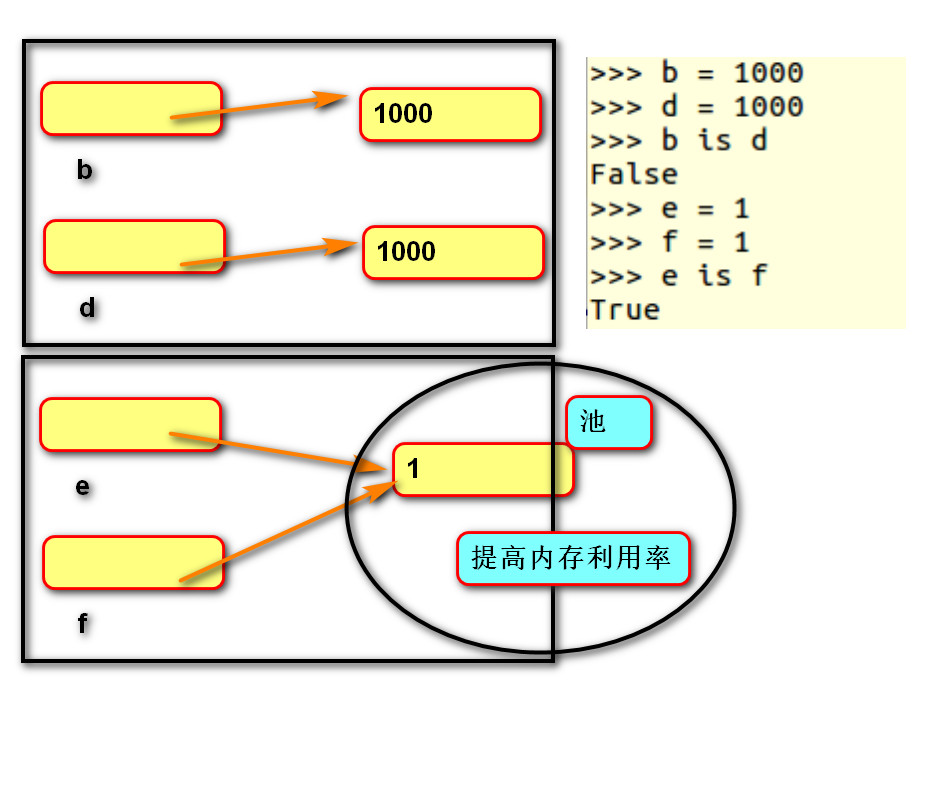 1000
b
1000
d
>>> b = 1000
>>> d = 1000
>>> b is d
False
>>> e = 1
>>> f = 1
>>> e is f
True
池
1
e
提高内存利用率
f